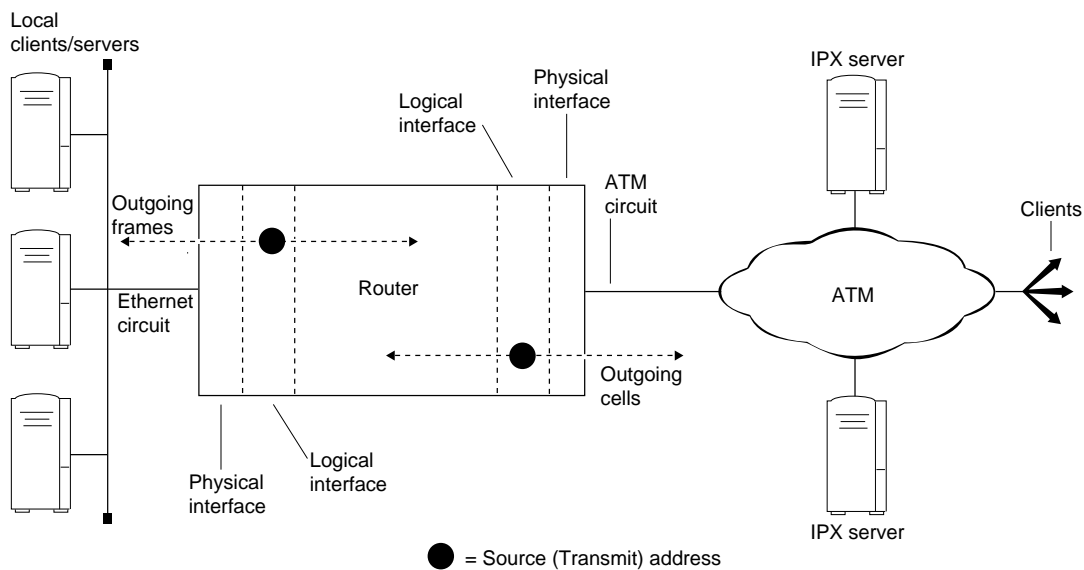 Local
clients/servers
IPX server
Physical
interface
Logical
interface
ATM
circuit
Clients
Outgoing
frames
Router
ATM
Ethernet
circuit
Outgoing
cells
Logical
interface
Physical
interface
IPX server
= Source (Transmit) address